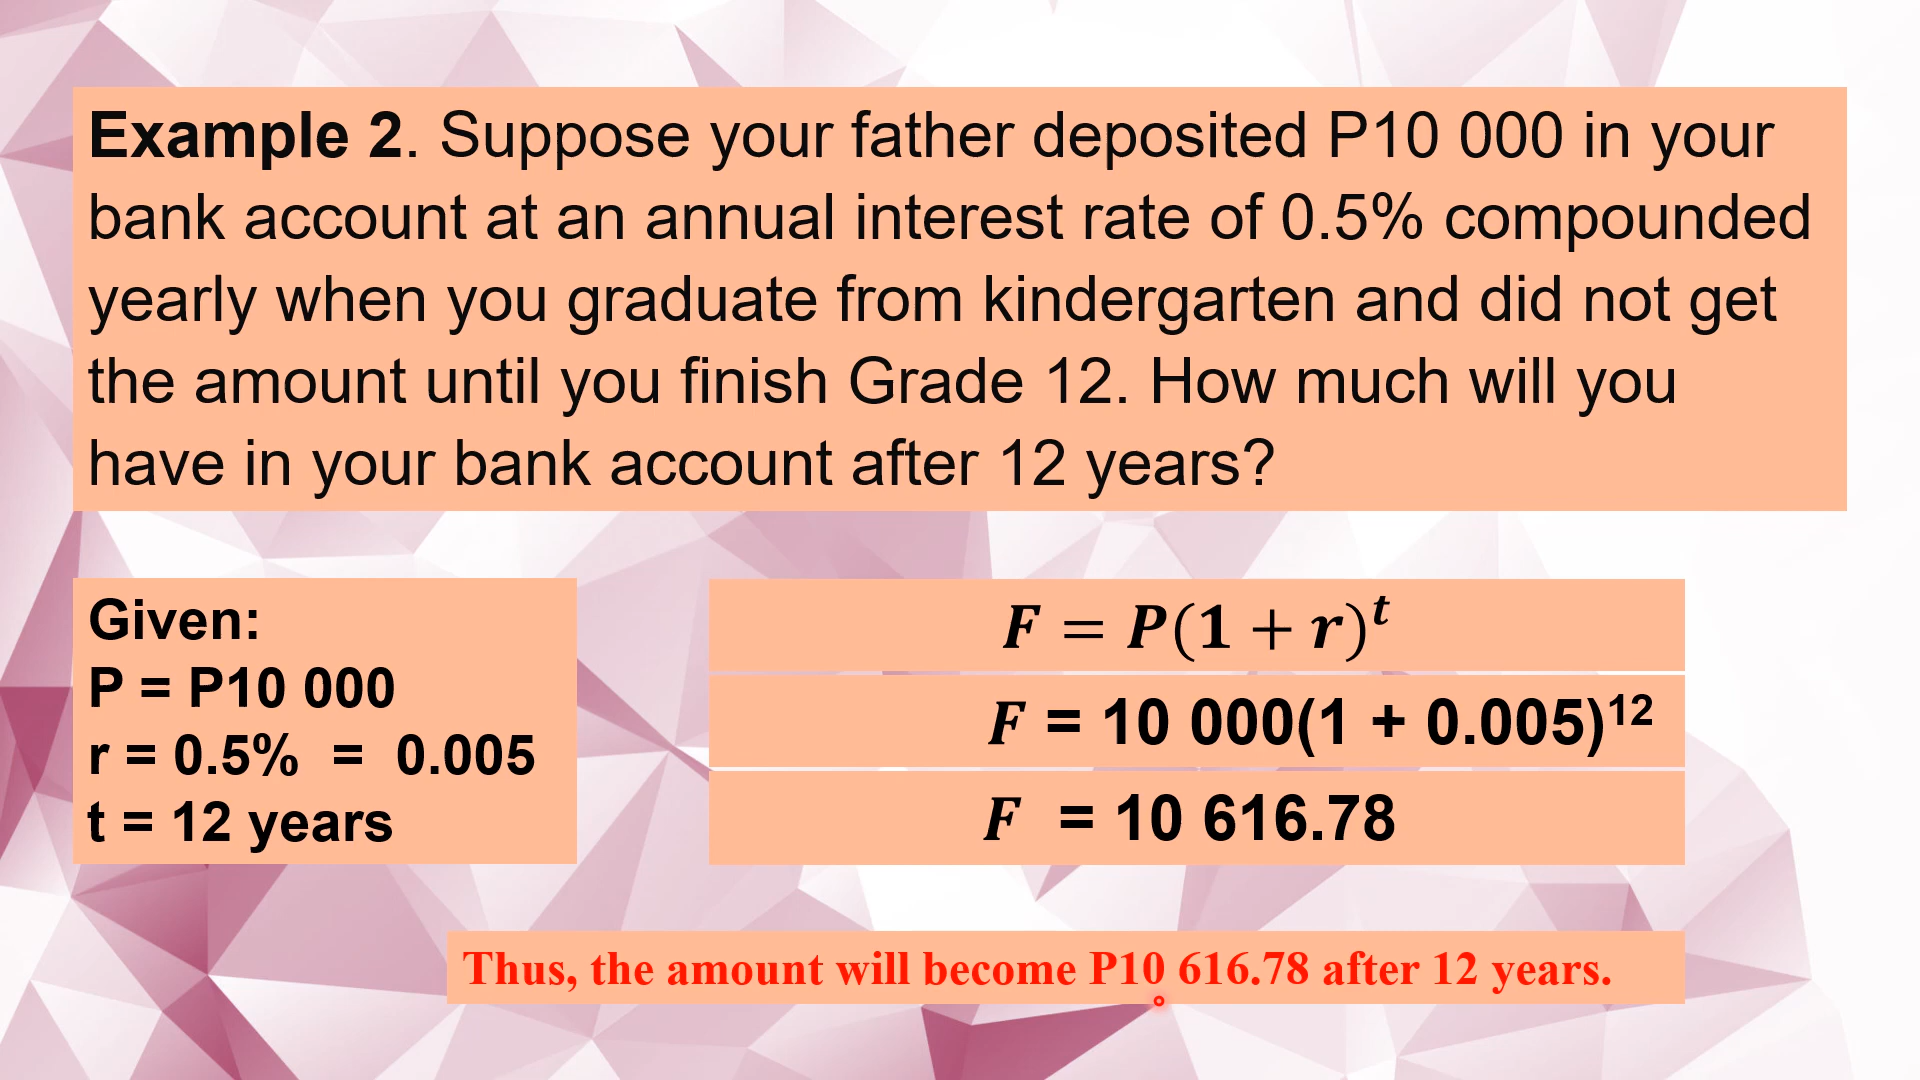 Example 2. Suppose your father deposited P10 000 in your
bank account at an annual interest rate of 0.5% compounded
yearly when you graduate from kindergarten and did not get
the amount until you finish Grade 12. How much will you
have in your bank account after 12 years?
Given:
P = P10 000
r = 0.5% = 0.005
t = 12 years
F = P(1 + r)ᵗ
F = 10 000(1 + 0.005)¹²
F = 10 616.78
Thus, the amount will become P10 616.78 after 12 years.